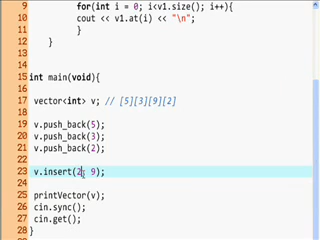 9 for(int i = 0; i<v1.size(); i++){
10 cout << v1.at(i) << "\n";
11 }
12 }
13
14
15 int main(void){
16
17 vector<int> v; // [5][3][9][2]
18
19 v.push_back(5);
20 v.push_back(3);
21 v.push_back(2);
22
23 v.insert(2, 9);
24
25 printVector(v);
26 cin.sync();
27 cin.get();
28 }